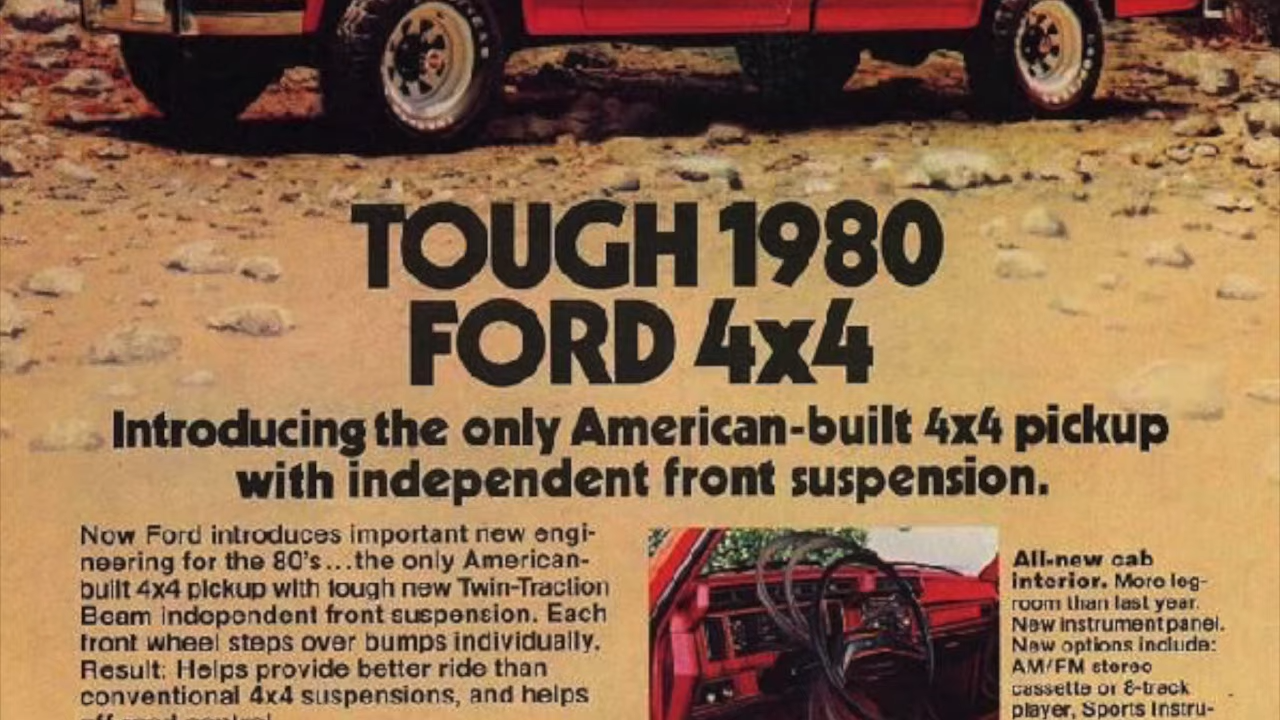 TOUGH 1980
FORD 4x4
Introducing the only American-built 4x4 pickup
with independent front suspension.
Now Ford introduces important new engi-
neering for the 80's...the only American-
built 4x4 pickup with tough new Twin-Traction
Beam independent front suspension. Each
front wheel steps over bumps individually.
Result: Helps provide better ride than
conventional 4x4 suspensions, and helps
All-new cab
interior. More leg-
room than last year.
New instrument panel.
New options include:
AM/FM stereo
cassette or 8-track
player, Sports Instru-